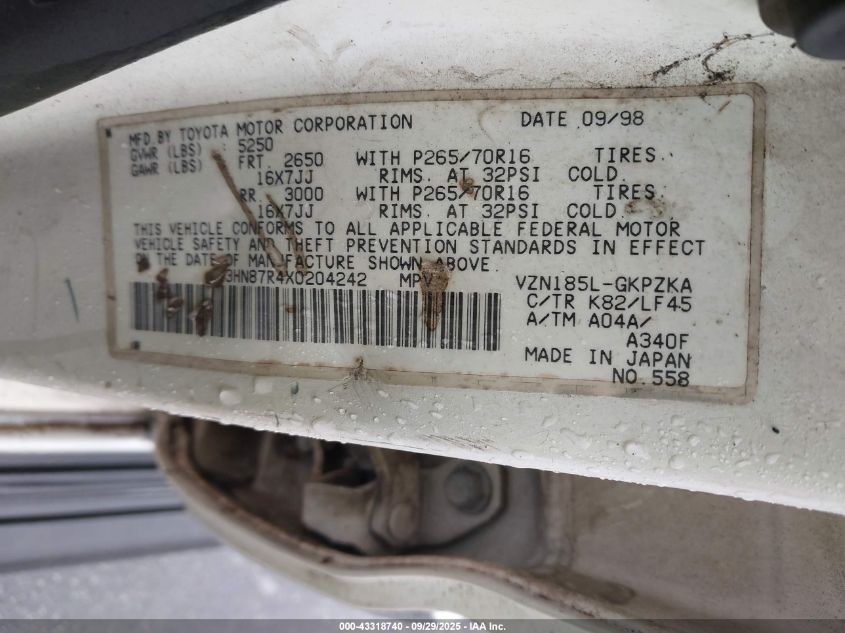 MFD BY TOYOTA MOTOR CORPORATION DATE 09/98
GVWR (LBS) : 5250
GAWR (LBS) FRT. 2650 WITH P265/70R16 TIRES.
16X7JJ RIMS. AT 32PSI COLD.
RR. 3000 WITH P265/70R16 TIRES.
16X7JJ RIMS. AT 32PSI COLD.
THIS VEHICLE CONFORMS TO ALL APPLICABLE FEDERAL MOTOR
VEHICLE SAFETY AND THEFT PREVENTION STANDARDS IN EFFECT
ON THE DATE OF MANUFACTURE SHOWN ABOVE.
3HN87R4X0204242 MPV VZN185L-GKPZKA
C/TR K82/LF45
A/TM A04A/
A340F
MADE IN JAPAN
NO.558
000-43318740 - 09/29/2025 - © IAA Inc.